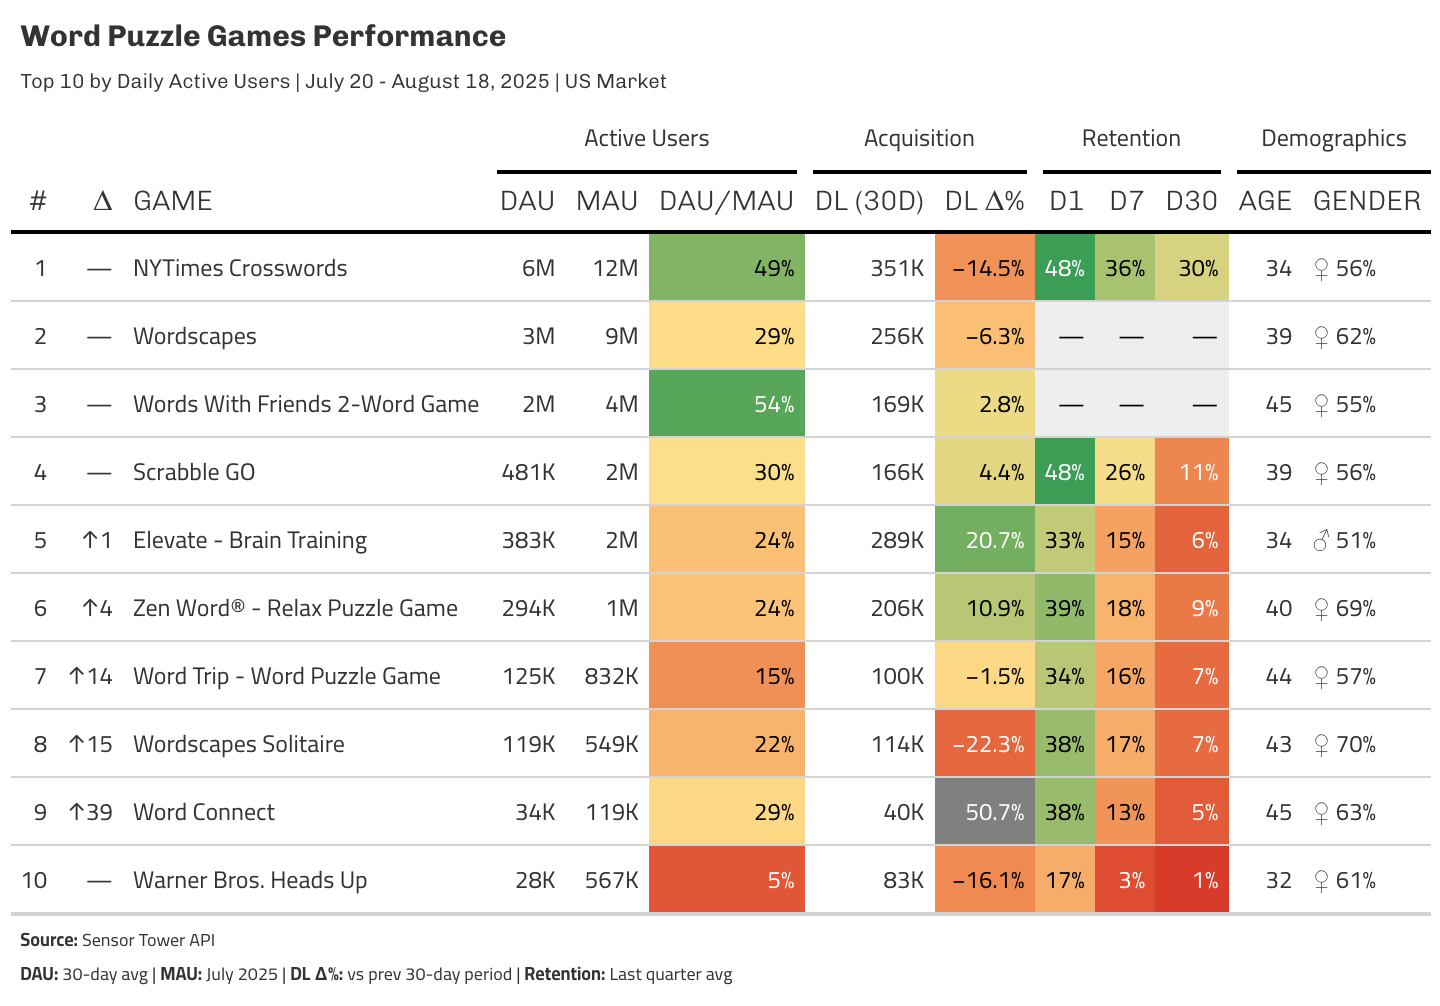 Word Puzzle Games Performance
Top 10 by Daily Active Users | July 20 - August 18, 2025 | US Market
Active Users Acquisition Retention Demographics
# Δ GAME DAU MAU DAU/MAU DL (30D) DL Δ% D1 D7 D30 AGE GENDER
1 — NYTimes Crosswords 6M 12M 49% 351K −14.5% 48% 36% 30% 34 ♀ 56%
2 — Wordscapes 3M 9M 29% 256K −6.3% — — — 39 ♀ 62%
3 — Words With Friends 2-Word Game 2M 4M 54% 169K 2.8% — — — 45 ♀ 55%
4 — Scrabble GO 481K 2M 30% 166K 4.4% 48% 26% 11% 39 ♀ 56%
5 ↑1 Elevate - Brain Training 383K 2M 24% 289K 20.7% 33% 15% 6% 34 ♂ 51%
6 ↑4 Zen Word® - Relax Puzzle Game 294K 1M 24% 206K 10.9% 39% 18% 9% 40 ♀ 69%
7 ↑14 Word Trip - Word Puzzle Game 125K 832K 15% 100K −1.5% 34% 16% 7% 44 ♀ 57%
8 ↑15 Wordscapes Solitaire 119K 549K 22% 114K −22.3% 38% 17% 7% 43 ♀ 70%
9 ↑39 Word Connect 34K 119K 29% 40K 50.7% 38% 13% 5% 45 ♀ 63%
10 — Warner Bros. Heads Up 28K 567K 5% 83K −16.1% 17% 3% 1% 32 ♀ 61%
Source: Sensor Tower API
DAU: 30-day avg | MAU: July 2025 | DL Δ%: vs prev 30-day period | Retention: Last quarter avg